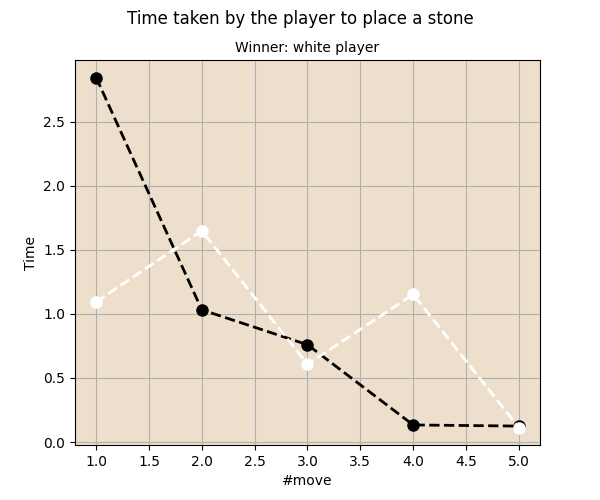 Time taken by the player to place a stone
Winner: white player
2.5
2.0
1.5
1.0
0.5
0.0
Time
1.0 1.5 2.0 2.5 3.0 3.5 4.0 4.5 5.0
#move